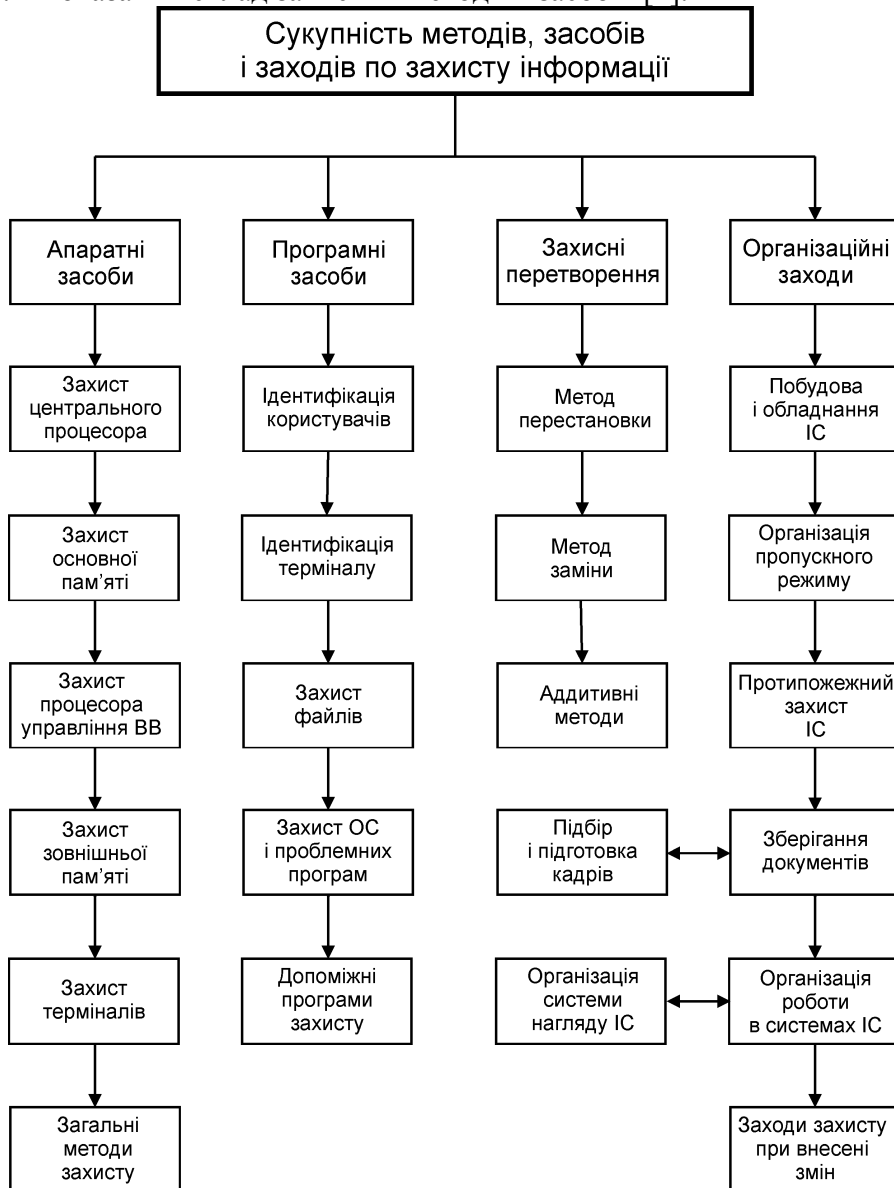 Сукупність методів, засобів
і заходів по захисту інформації
Апаратні
засоби
Програмні
засоби
Захисні
перетворення
Організаційні
заходи
Захист
центрального
процесора
Ідентифікація
користувачів
Метод
перестановки
Побудова
і обладнання
ІС
Захист
основної
пам’яті
Ідентифікація
терміналу
Метод
заміни
Організація
пропускного
режиму
Захист
процесора
управління ВВ
Захист
файлів
Аддитивні
методи
Протипожежний
захист
ІС
Захист
зовнішньої
пам’яті
Захист ОС
і проблемних
програм
Підбір
і підготовка
кадрів
Зберігання
документів
Захист
терміналів
Допоміжні
програми
захисту
Організація
системи
нагляду ІС
Організація
роботи
в системах ІС
Загальні
методи
захисту
Заходи захисту
при внесені
змін